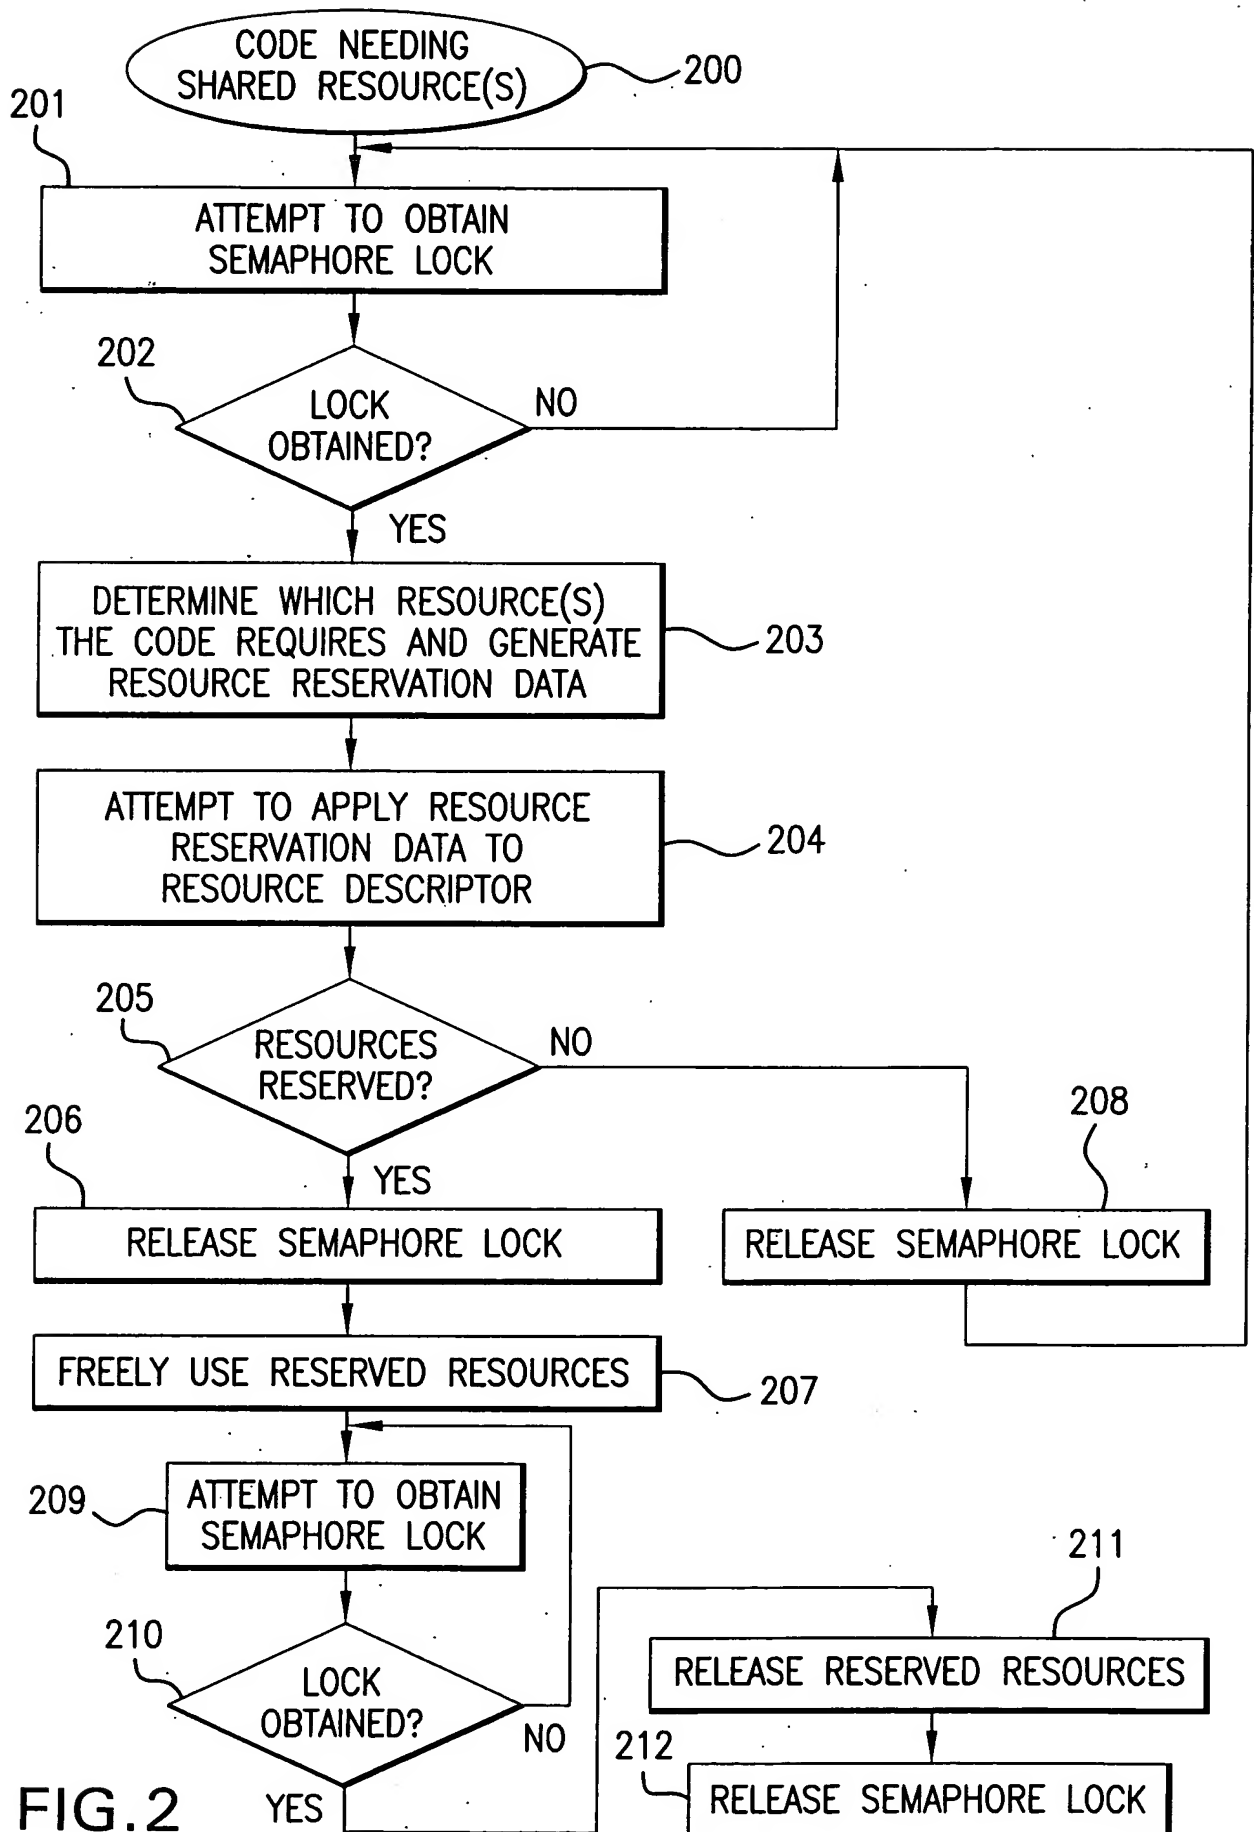 CODE NEEDING
SHARED RESOURCE(S)
200
201
ATTEMPT TO OBTAIN
SEMAPHORE LOCK
202
LOCK
OBTAINED?
NO
YES
DETERMINE WHICH RESOURCE(S)
THE CODE REQUIRES AND GENERATE
RESOURCE RESERVATION DATA
203
ATTEMPT TO APPLY RESOURCE
RESERVATION DATA TO
RESOURCE DESCRIPTOR
204
205
RESOURCES
RESERVED?
NO
206
YES
208
RELEASE SEMAPHORE LOCK
RELEASE SEMAPHORE LOCK
FREELY USE RESERVED RESOURCES
207
209
ATTEMPT TO OBTAIN
SEMAPHORE LOCK
210
LOCK
OBTAINED?
NO
YES
211
RELEASE RESERVED RESOURCES
212
RELEASE SEMAPHORE LOCK
FIG.2